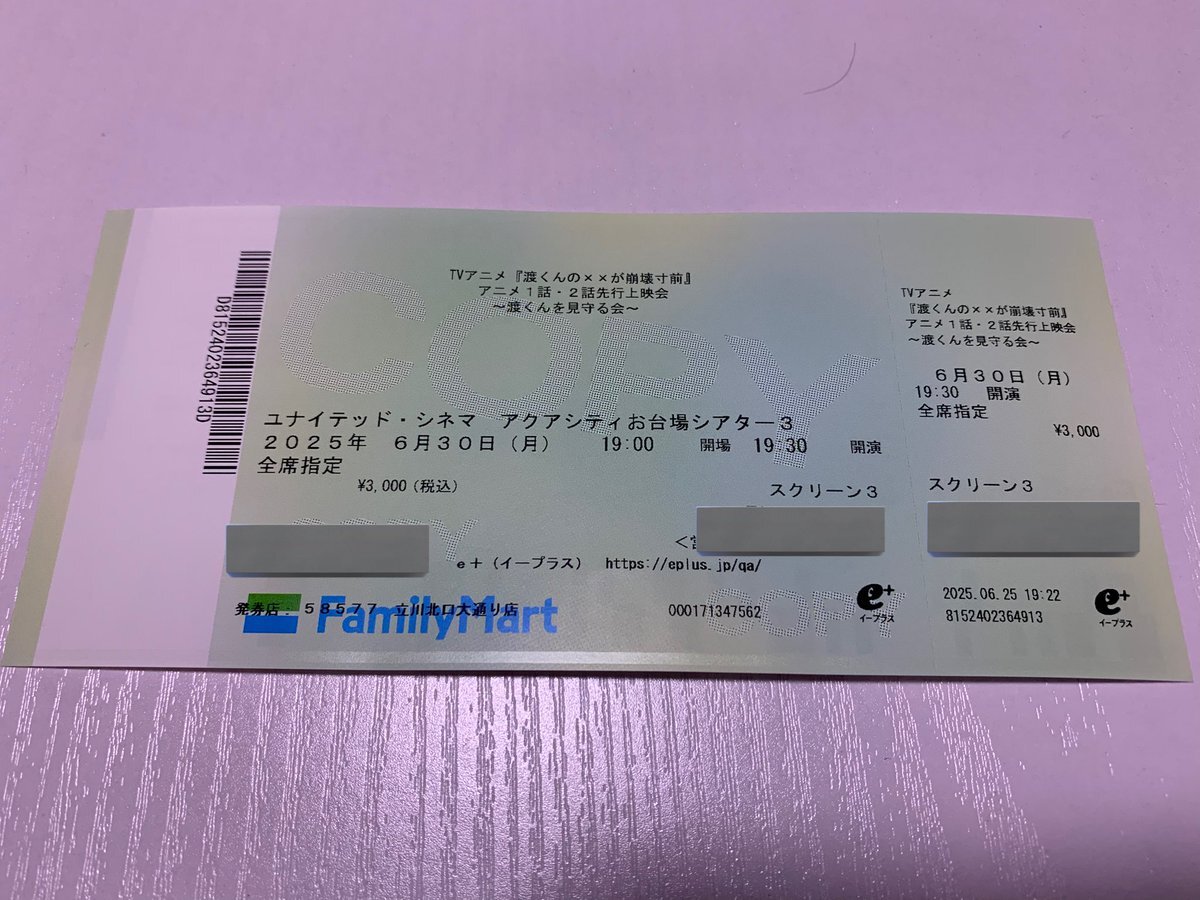 D8152402364913D
TVアニメ『渡くんの××が崩壊寸前』
アニメ1話・2話先行上映会
～渡くんを見守る会～
COPY
ユナイテッド・シネマ アクアシティお台場シアター3
2025年 6月30日(月) 19:00 開場 19:30 開演
全席指定
¥3,000(税込)
スクリーン3
COPY
e+(イープラス) https://eplus.jp/qa/
発券店: 58577 立川北口大通り店
FamilyMart
000171347562
e+
イープラス
COPY
TVアニメ
『渡くんの××が崩壊寸前』
アニメ1話・2話先行上映会
～渡くんを見守る会～
6月30日(月)
19:30 開演
全席指定
¥3,000
スクリーン3
2025.06.25 19:22
8152402364913
e+
イープラス